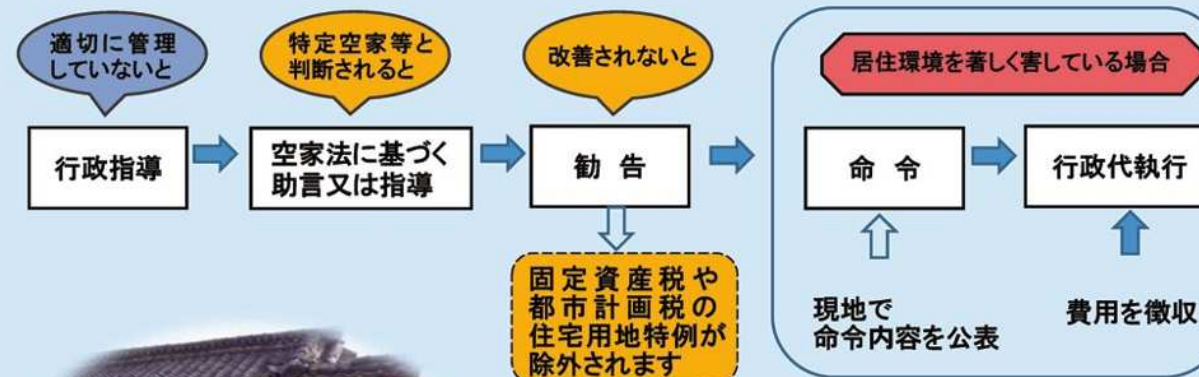 適切に管理
していないと
特定空家等と
判断されると
改善されないと
居住環境を著しく害している場合
行政指導
空家法に基づく
助言又は指導
勧告
命令
行政代執行
固定資産税や
都市計画税の
住宅用地特例が
除外されます
現地で
命令内容を公表
費用を徴収